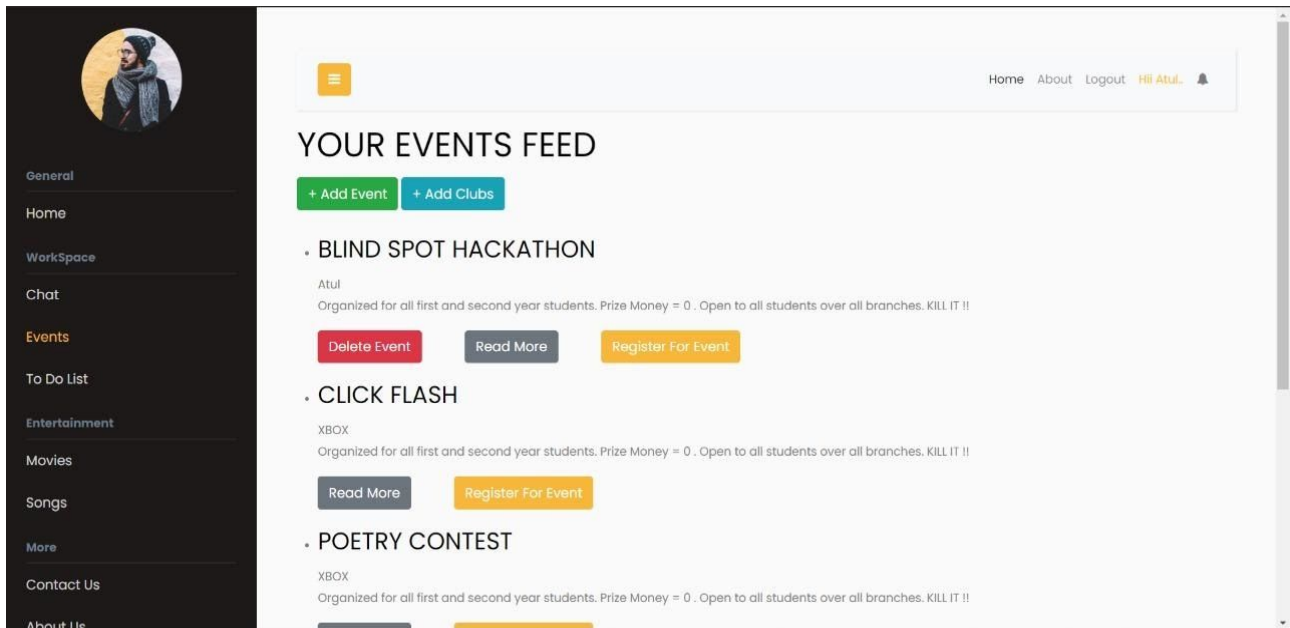 General
Home
WorkSpace
Chat
Events
To Do List
Entertainment
Movies
Songs
More
Contact Us
About Us
Home About Logout Hii Atul..
YOUR EVENTS FEED
+ Add Event + Add Clubs
BLIND SPOT HACKATHON
Atul
Organized for all first and second year students. Prize Money = 0 . Open to all students over all branches. KILL IT !!
Delete Event Read More Register For Event
CLICK FLASH
XBOX
Organized for all first and second year students. Prize Money = 0 . Open to all students over all branches. KILL IT !!
Read More Register For Event
POETRY CONTEST
XBOX
Organized for all first and second year students. Prize Money = 0 . Open to all students over all branches. KILL IT !!